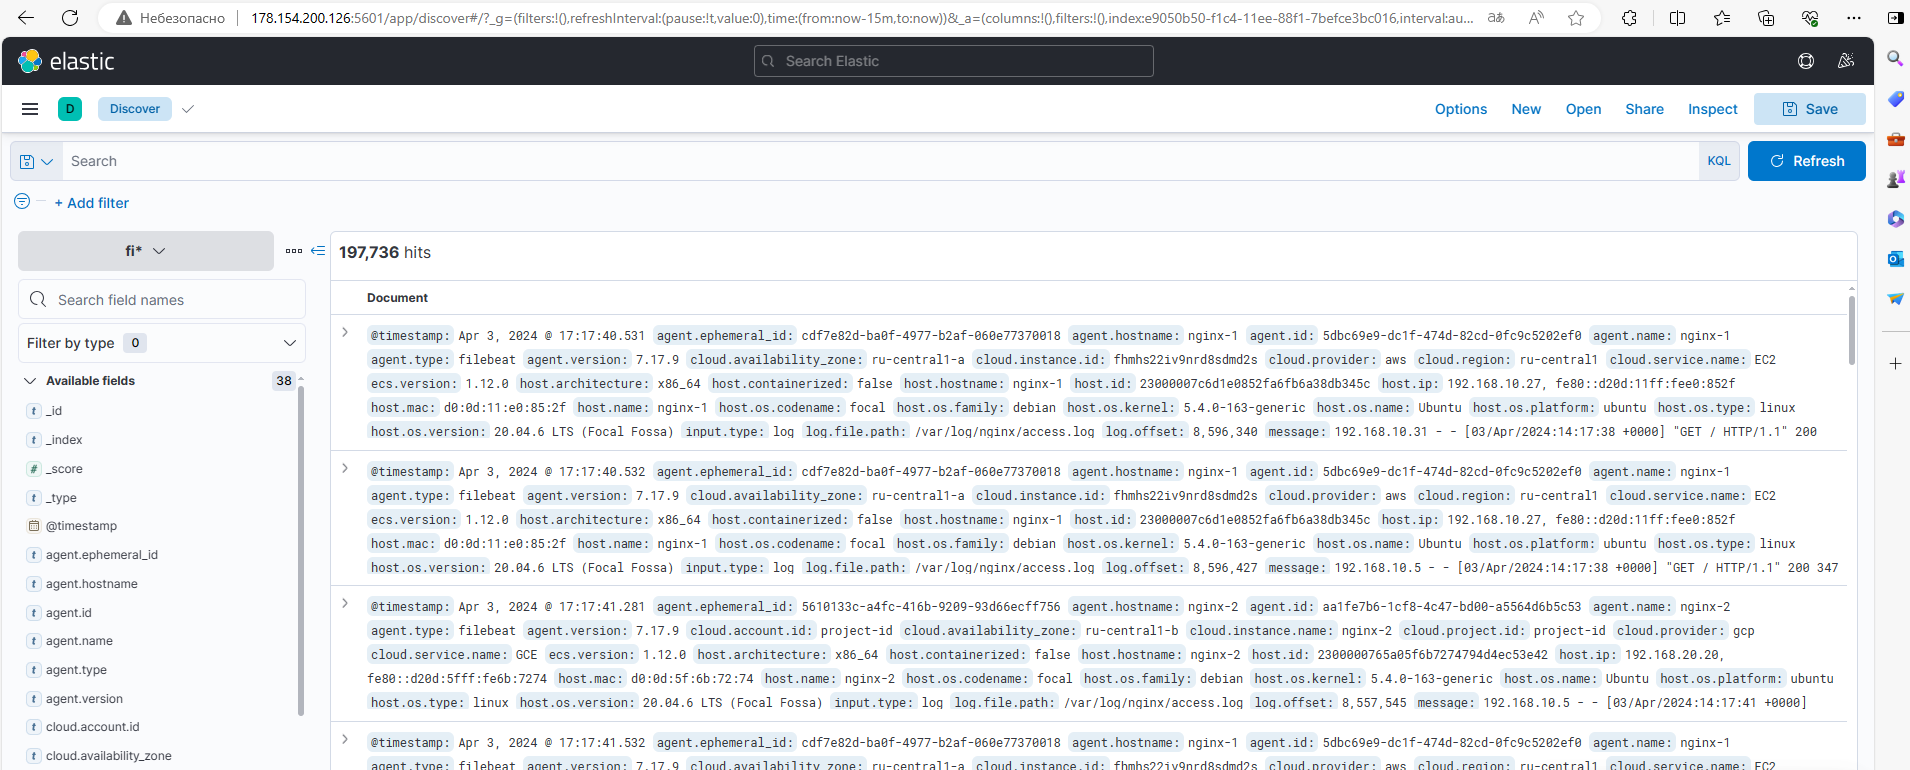 Небезопасно 178.154.200.126:5601/app/discover#/?_g=(filters:!(),refreshInterval:(pause:!t,value:0),time:(from:now-15m,to:now))&_a=(columns:!(),filters:!(),index:e9050b50-f1c4-11ee-88f1-7befce3bc016,interval:au...
elastic Search Elastic
D Discover Options New Open Share Inspect Save
Search KQL Refresh
+ Add filter
fi*
197,736 hits
Search field names
Document
Filter by type 0
Available fields 38
_id
_index
_score
_type
@timestamp
agent.ephemeral_id
agent.hostname
agent.id
agent.name
agent.type
agent.version
cloud.account.id
cloud.availability_zone
@timestamp: Apr 3, 2024 @ 17:17:40.531 agent.ephemeral_id: cdf7e82d-ba0f-4977-b2af-060e77370018 agent.hostname: nginx-1 agent.id: 5dbc69e9-dc1f-474d-82cd-0fc9c5202ef0 agent.name: nginx-1
agent.type: filebeat agent.version: 7.17.9 cloud.availability_zone: ru-central1-a cloud.instance.id: fhmhs22iv9nrd8sdmd2s cloud.provider: aws cloud.region: ru-central1 cloud.service.name: EC2
ecs.version: 1.12.0 host.architecture: x86_64 host.containerized: false host.hostname: nginx-1 host.id: 23000007c6d1e0852fa6fb6a38db345c host.ip: 192.168.10.27, fe80::d20d:11ff:fee0:852f
host.mac: d0:0d:11:e0:85:2f host.name: nginx-1 host.os.codename: focal host.os.family: debian host.os.kernel: 5.4.0-163-generic host.os.name: Ubuntu host.os.platform: ubuntu host.os.type: linux
host.os.version: 20.04.6 LTS (Focal Fossa) input.type: log log.file.path: /var/log/nginx/access.log log.offset: 8,596,340 message: 192.168.10.31 - - [03/Apr/2024:14:17:38 +0000] "GET / HTTP/1.1" 200
@timestamp: Apr 3, 2024 @ 17:17:40.532 agent.ephemeral_id: cdf7e82d-ba0f-4977-b2af-060e77370018 agent.hostname: nginx-1 agent.id: 5dbc69e9-dc1f-474d-82cd-0fc9c5202ef0 agent.name: nginx-1
agent.type: filebeat agent.version: 7.17.9 cloud.availability_zone: ru-central1-a cloud.instance.id: fhmhs22iv9nrd8sdmd2s cloud.provider: aws cloud.region: ru-central1 cloud.service.name: EC2
ecs.version: 1.12.0 host.architecture: x86_64 host.containerized: false host.hostname: nginx-1 host.id: 23000007c6d1e0852fa6fb6a38db345c host.ip: 192.168.10.27, fe80::d20d:11ff:fee0:852f
host.mac: d0:0d:11:e0:85:2f host.name: nginx-1 host.os.codename: focal host.os.family: debian host.os.kernel: 5.4.0-163-generic host.os.name: Ubuntu host.os.platform: ubuntu host.os.type: linux
host.os.version: 20.04.6 LTS (Focal Fossa) input.type: log log.file.path: /var/log/nginx/access.log log.offset: 8,596,427 message: 192.168.10.5 - - [03/Apr/2024:14:17:38 +0000] "GET / HTTP/1.1" 200 347
@timestamp: Apr 3, 2024 @ 17:17:41.281 agent.ephemeral_id: 5610133c-a4fc-416b-9209-93d66ecff756 agent.hostname: nginx-2 agent.id: aa1fe7b6-1cf8-4c47-bd00-a5564d6b5c53 agent.name: nginx-2
agent.type: filebeat agent.version: 7.17.9 cloud.account.id: project-id cloud.availability_zone: ru-central1-b cloud.instance.name: nginx-2 cloud.project.id: project-id cloud.provider: gcp
cloud.service.name: GCE ecs.version: 1.12.0 host.architecture: x86_64 host.containerized: false host.hostname: nginx-2 host.id: 2300000765a05f6b7274794d4ec53e42 host.ip: 192.168.20.20,
fe80::d20d:5fff:fe6b:7274 host.mac: d0:0d:5f:6b:72:74 host.name: nginx-2 host.os.codename: focal host.os.family: debian host.os.kernel: 5.4.0-163-generic host.os.name: Ubuntu host.os.platform: ubuntu
host.os.type: linux host.os.version: 20.04.6 LTS (Focal Fossa) input.type: log log.file.path: /var/log/nginx/access.log log.offset: 8,557,545 message: 192.168.10.5 - - [03/Apr/2024:14:17:41 +0000]
@timestamp: Apr 3, 2024 @ 17:17:41.532 agent.ephemeral_id: cdf7e82d-ba0f-4977-b2af-060e77370018 agent.hostname: nginx-1 agent.id: 5dbc69e9-dc1f-474d-82cd-0fc9c5202ef0 agent.name: nginx-1
agent.type: filebeat agent.version: 7.17.9 cloud.availability_zone: ru-central1-a cloud.instance.id: fhmhs22iv9nrd8sdmd2s cloud.provider: aws cloud.region: ru-central1 cloud.service.name: EC2